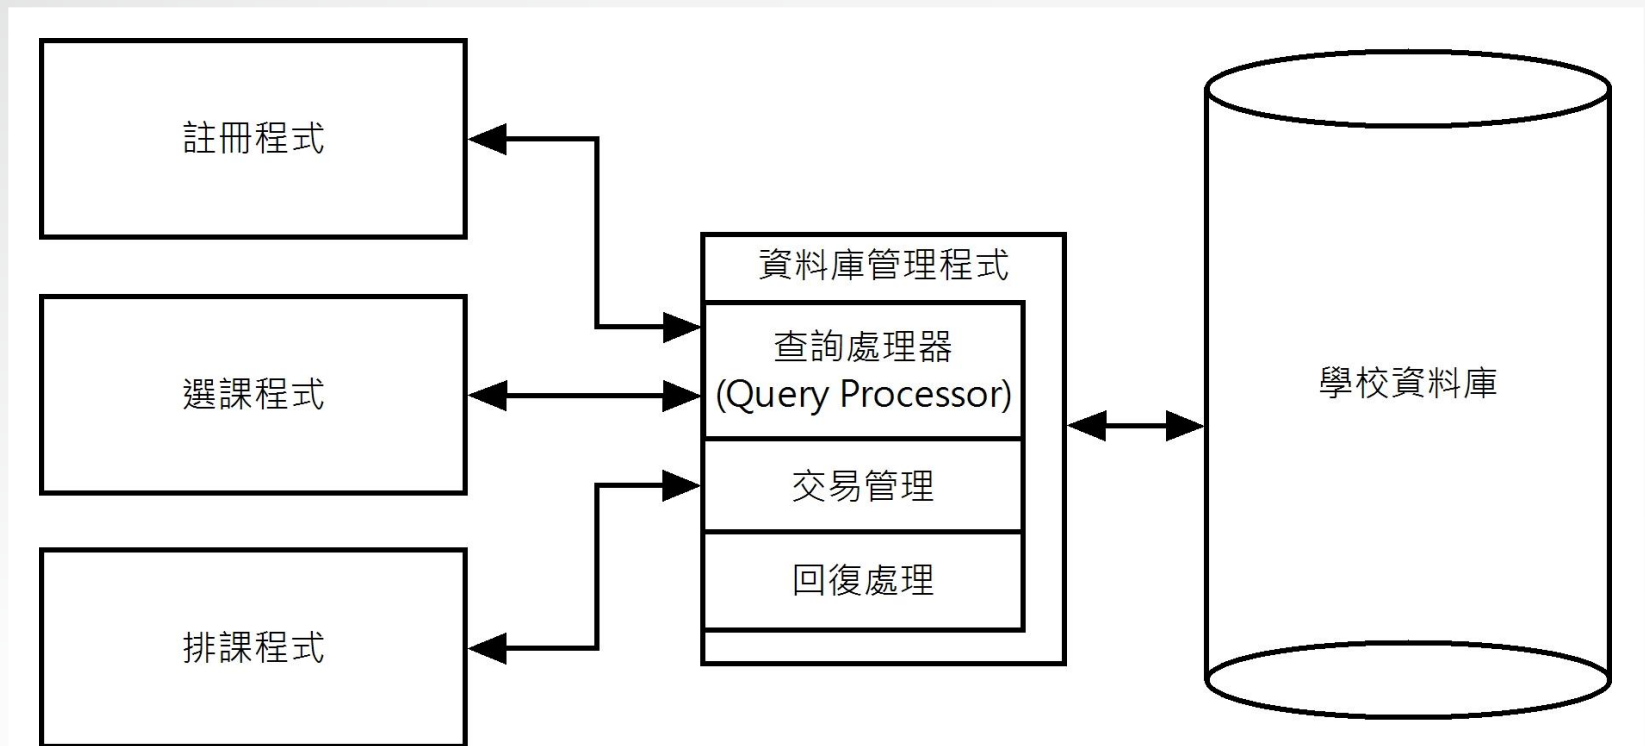 註冊程式
選課程式
排課程式
資料庫管理程式
查詢處理器
(Query Processor)
交易管理
回復處理
學校資料庫